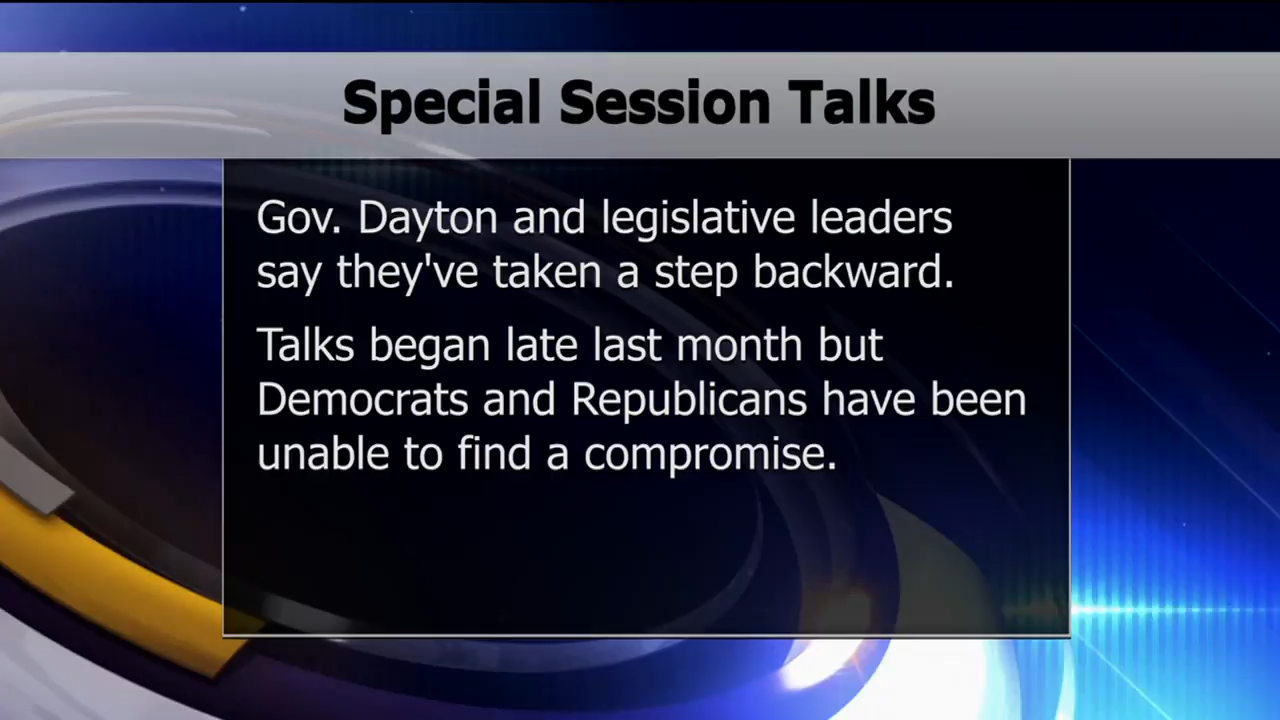 Special Session Talks
Gov. Dayton and legislative leaders
say they've taken a step backward.
Talks began late last month but
Democrats and Republicans have been
unable to find a compromise.